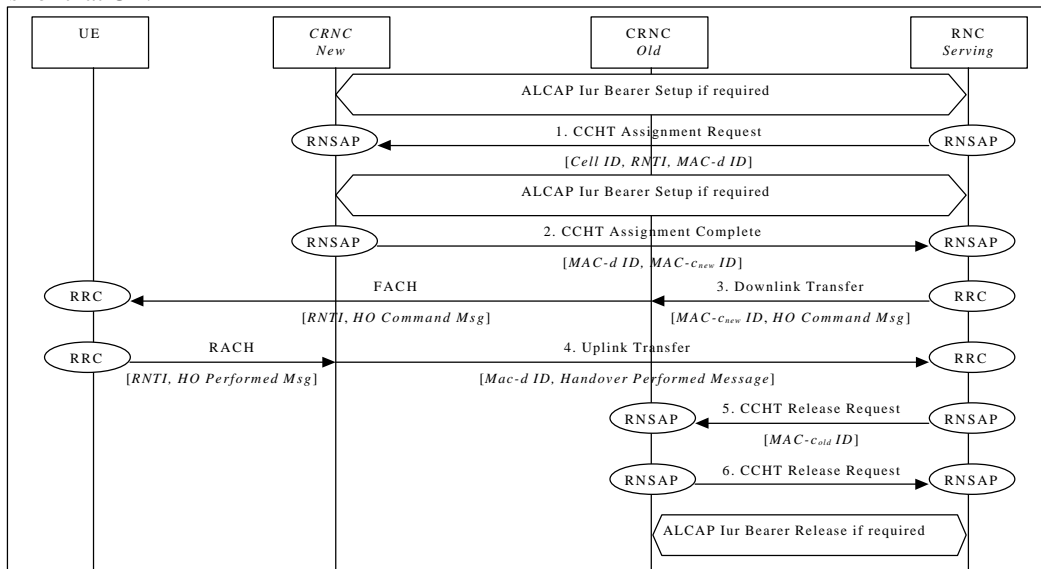 UE CRNC CRNC RNC
New Old Serving
ALCAP Iur Bearer Setup if required
1. CCHT Assignment Request
RNSAP RNSAP
[Cell ID, RNTI, MAC-d ID]
ALCAP Iur Bearer Setup if required
2. CCHT Assignment Complete
RNSAP RNSAP
[MAC-d ID, MAC-cnew ID]
FACH 3. Downlink Transfer
RRC RRC
[RNTI, HO Command Msg] [MAC-cnew ID, HO Command Msg]
RACH 4. Uplink Transfer
RRC RRC
[RNTI, HO Performed Msg] [Mac-d ID, Handover Performed Message]
5. CCHT Release Request
RNSAP RNSAP
[MAC-cold ID]
6. CCHT Release Request
RNSAP RNSAP
ALCAP Iur Bearer Release if required